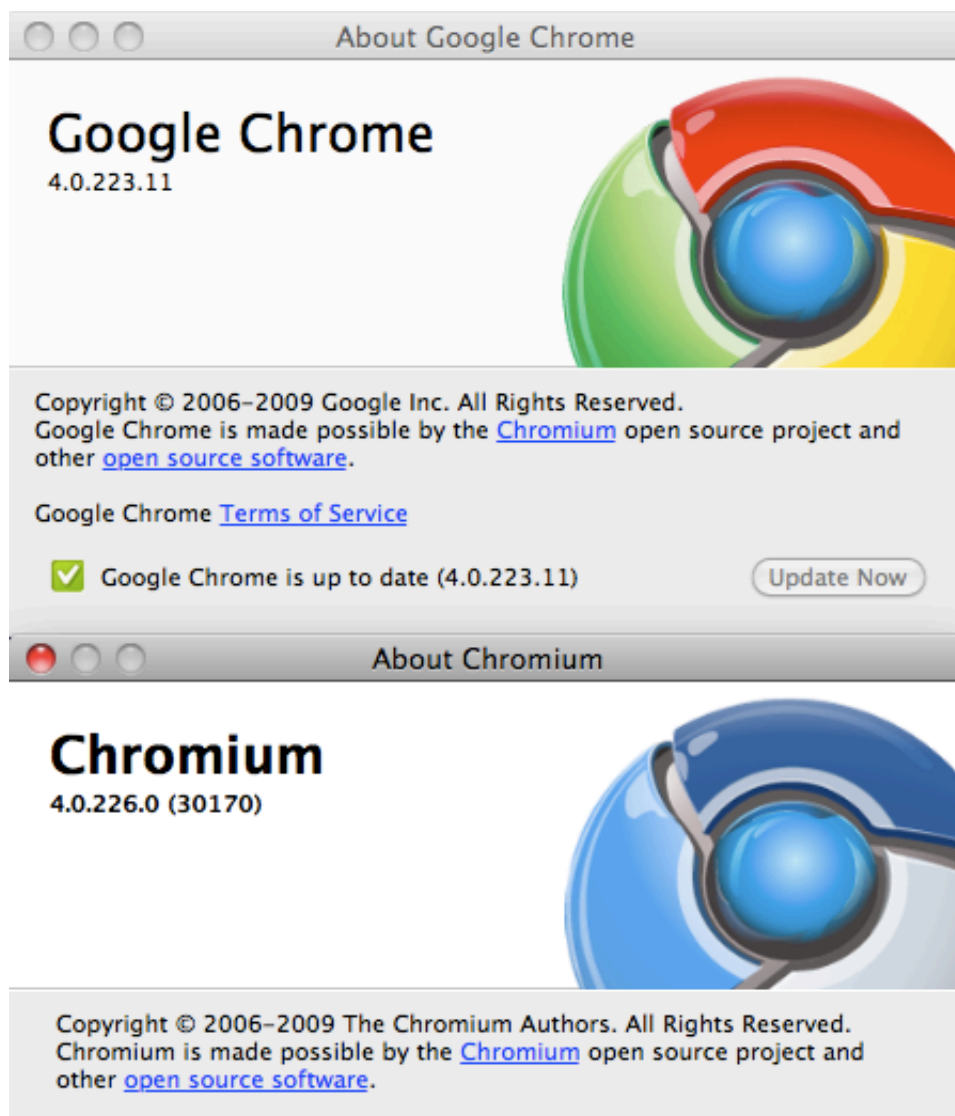 About Google Chrome
Google Chrome
4.0.223.11
Copyright © 2006–2009 Google Inc. All Rights Reserved.
Google Chrome is made possible by the Chromium open source project and
other open source software.
Google Chrome Terms of Service
Google Chrome is up to date (4.0.223.11)
Update Now
About Chromium
Chromium
4.0.226.0 (30170)
Copyright © 2006–2009 The Chromium Authors. All Rights Reserved.
Chromium is made possible by the Chromium open source project and
other open source software.